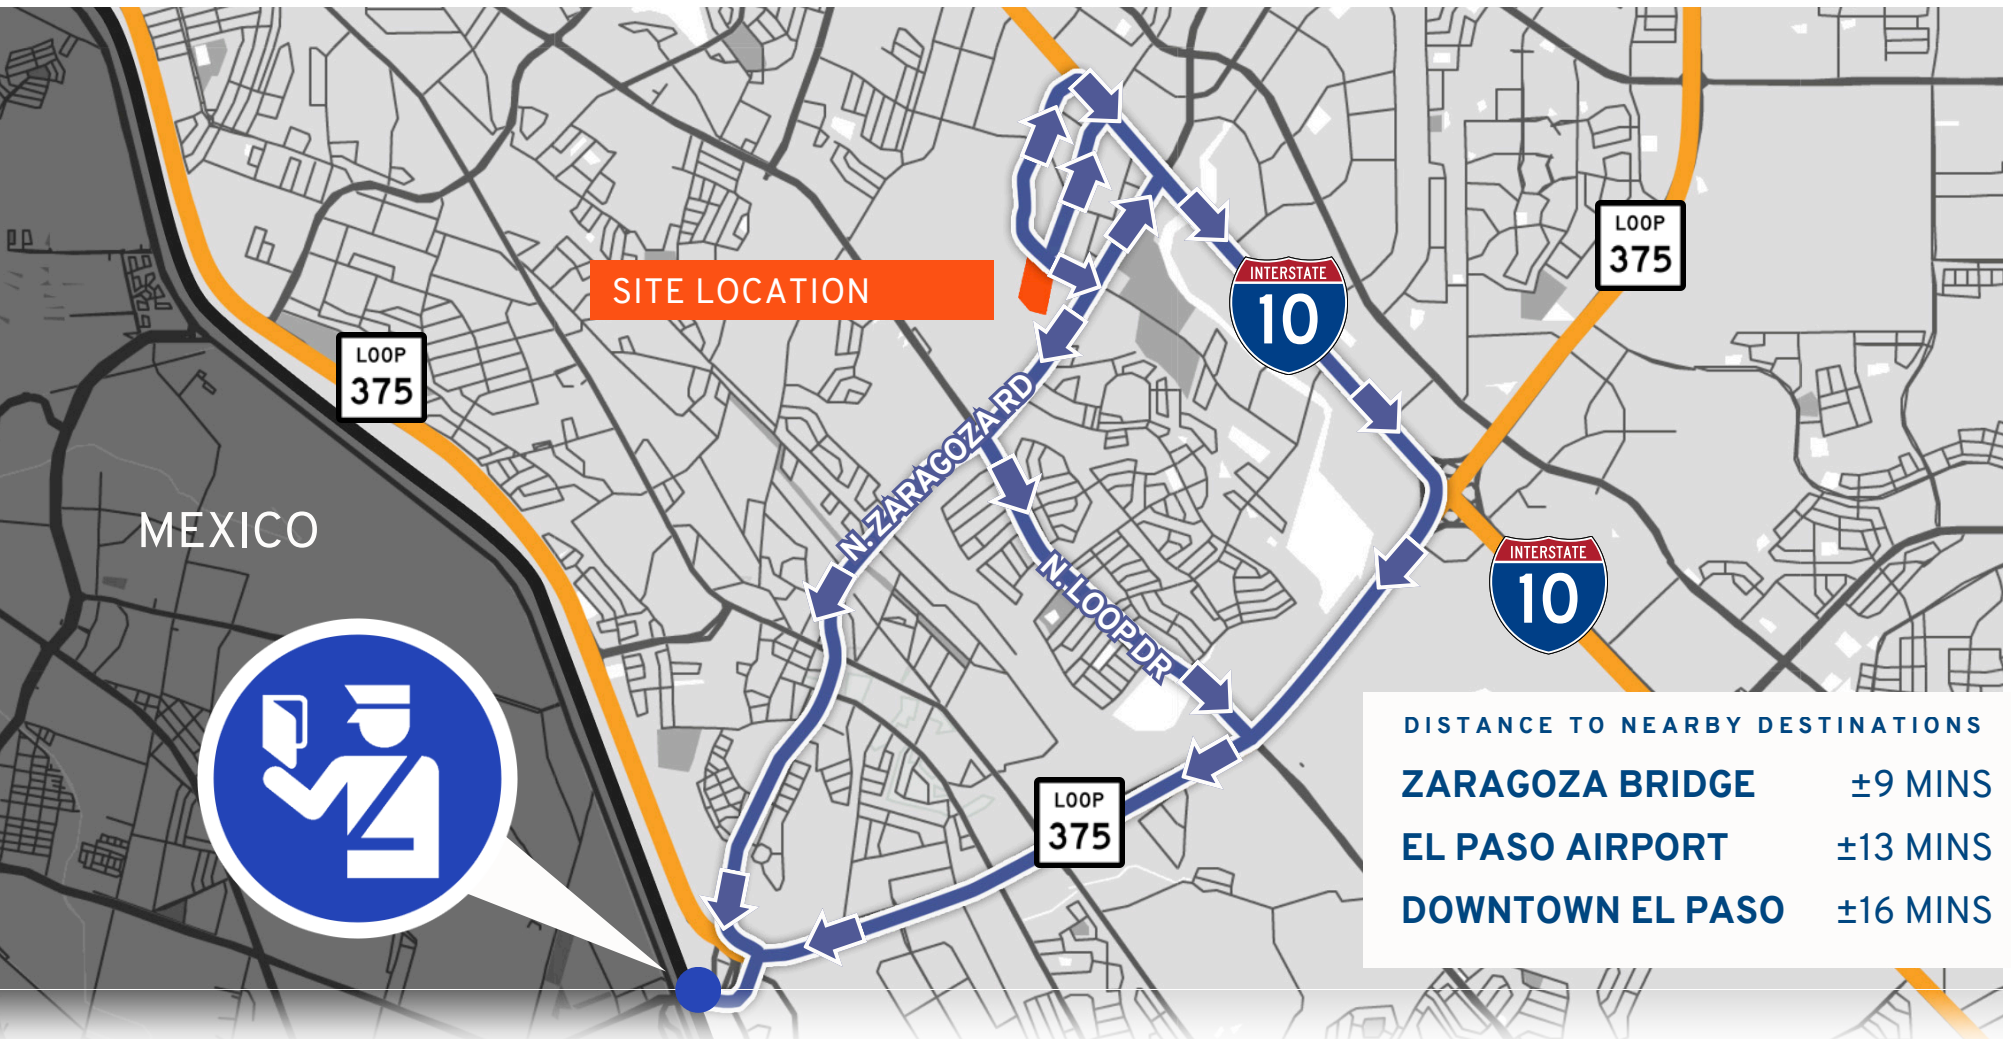 LOOP
375
SITE LOCATION
INTERSTATE
10
LOOP
375
N. ZARAGOZA RD
MEXICO
N. LOOP DR
INTERSTATE
10
LOOP
375
DISTANCE TO NEARBY DESTINATIONS
ZARAGOZA BRIDGE ±9 MINS
EL PASO AIRPORT ±13 MINS
DOWNTOWN EL PASO ±16 MINS